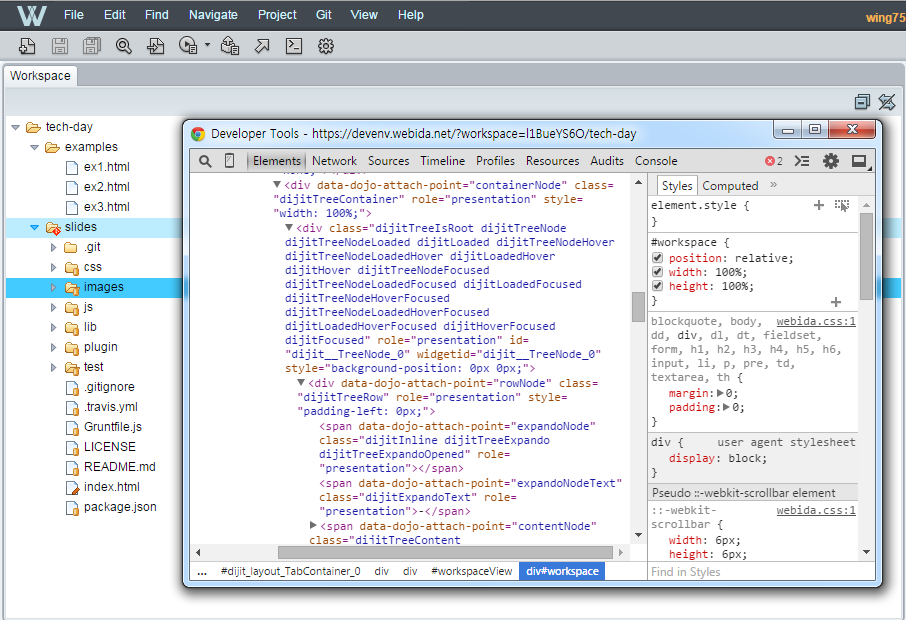 W File Edit Find Navigate Project Git View Help
wing75
Workspace
tech-day
examples
ex1.html
ex2.html
ex3.html
slides
.git
css
images
js
lib
plugin
test
.gitignore
.travis.yml
Gruntfile.js
LICENSE
README.md
index.html
package.json
Developer Tools - https://devenv.webida.net/?workspace=l1BueYS6O/tech-day
Elements Network Sources Timeline Profiles Resources Audits Console 2
<div data-dojo-attach-point="containerNode" class=
"dijitTreeContainer" role="presentation" style=
"width: 100%;">
<div class="dijitTreeIsRoot dijitTreeNode
dijitTreeNodeLoaded dijitLoaded dijitTreeNodeHover
dijitTreeNodeLoadedHover dijitLoadedHover
dijitHover dijitTreeNodeFocused
dijitTreeNodeLoadedFocused dijitLoadedFocused
dijitTreeNodeHoverFocused
dijitTreeNodeLoadedHoverFocused
dijitLoadedHoverFocused dijitHoverFocused
dijitFocused" role="presentation" id=
"dijit__TreeNode_0" widgetid="dijit__TreeNode_0"
style="background-position: 0px 0px;">
<div data-dojo-attach-point="rowNode" class=
"dijitTreeRow" role="presentation" style=
"padding-left: 0px;">
<span data-dojo-attach-point="expandoNode"
class="dijitInline dijitTreeExpando
dijitTreeExpandoOpened" role=
"presentation"></span>
<span data-dojo-attach-point="expandoNodeText"
class="dijitExpandoText" role=
"presentation">-</span>
<span data-dojo-attach-point="contentNode"
class="dijitTreeContent
... #dijit_layout_TabContainer_0 div div #workspaceView div#workspace
Styles Computed »
element.style {
}
#workspace {
position: relative;
width: 100%;
height: 100%;
}
blockquote, body, webida.css:1
dd, div, dl, dt, fieldset,
form, h1, h2, h3, h4, h5, h6,
input, li, p, pre, td,
textarea, th {
margin: 0;
padding: 0;
}
div { user agent stylesheet
display: block;
}
Pseudo ::-webkit-scrollbar element
::-webkit- webida.css:1
scrollbar {
width: 6px;
height: 6px;
Find in Styles